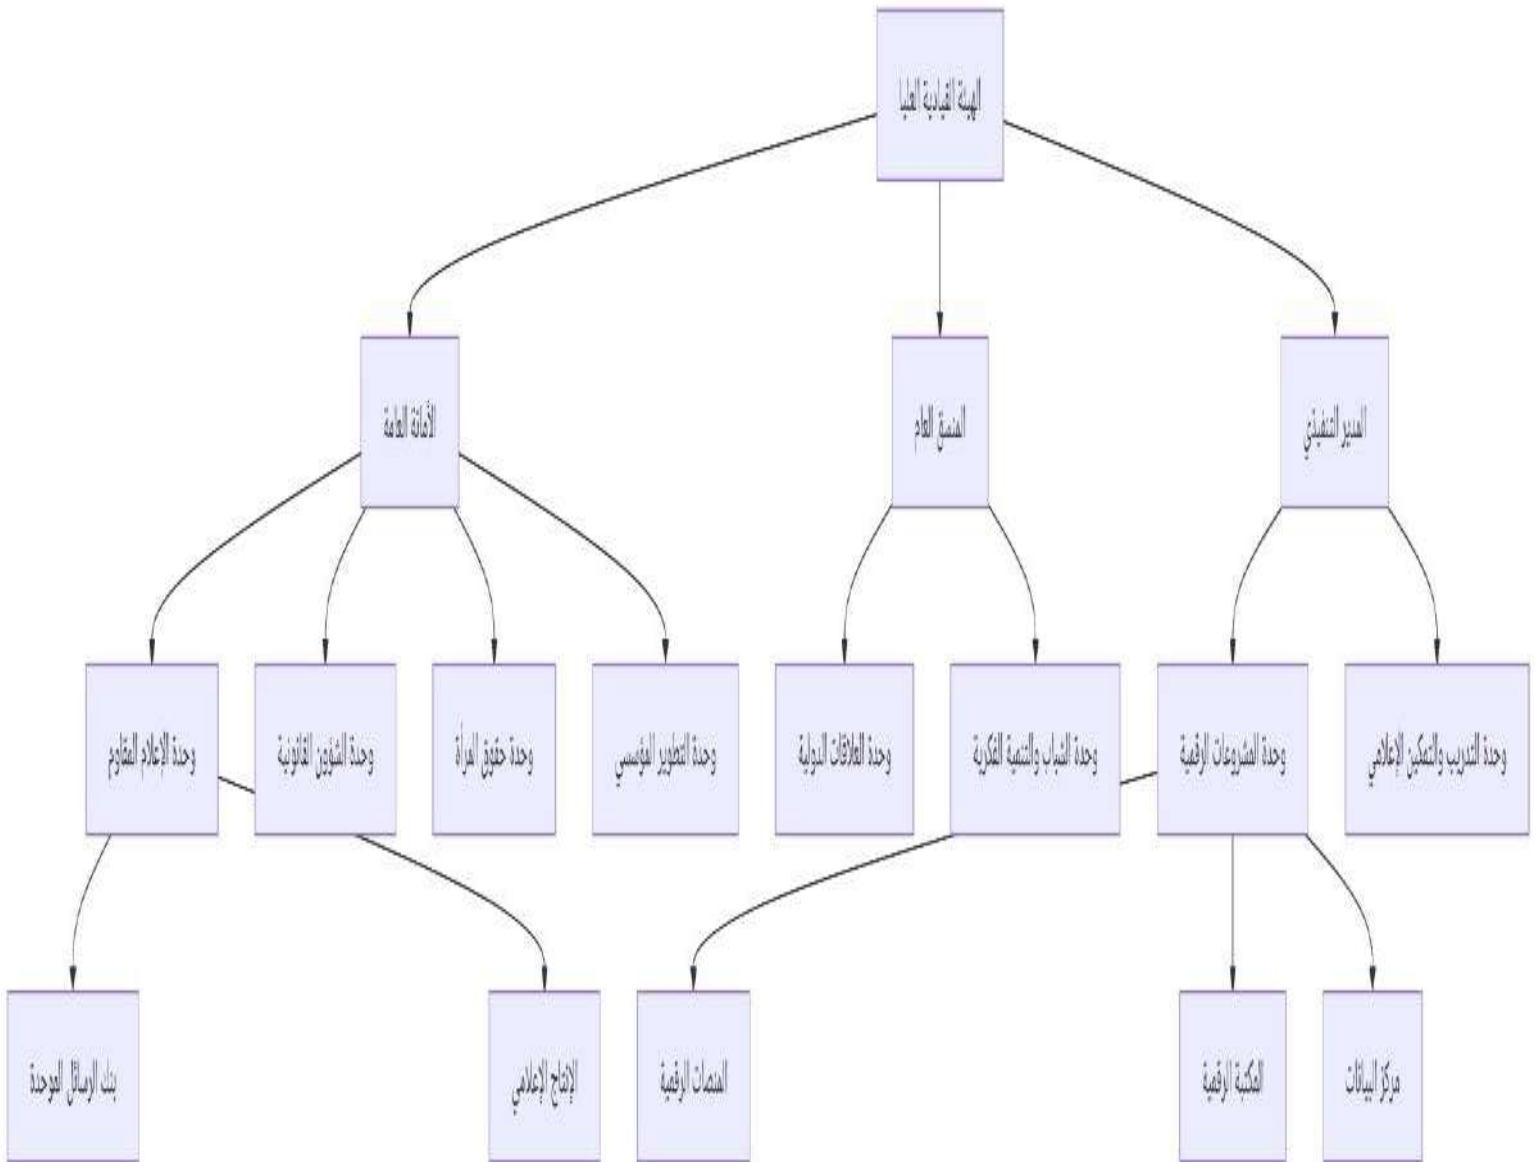 الهيئة القيادية العليا
المدير التنفيذي
المنسق العام
الأمانة العامة
وحدة التدريب والتمكين الإعلامي
وحدة المشروعات الرقمية
وحدة الشباب والتنمية الفكرية
وحدة العلاقات الدولية
وحدة التطوير المؤسسي
وحدة حقوق المرأة
وحدة الشؤون القانونية
وحدة الإعلام المقاوم
مركز البيانات
المكتبة الرقمية
المنصات الرقمية
الإنتاج الإعلامي
بنك الرسائل الموحدة